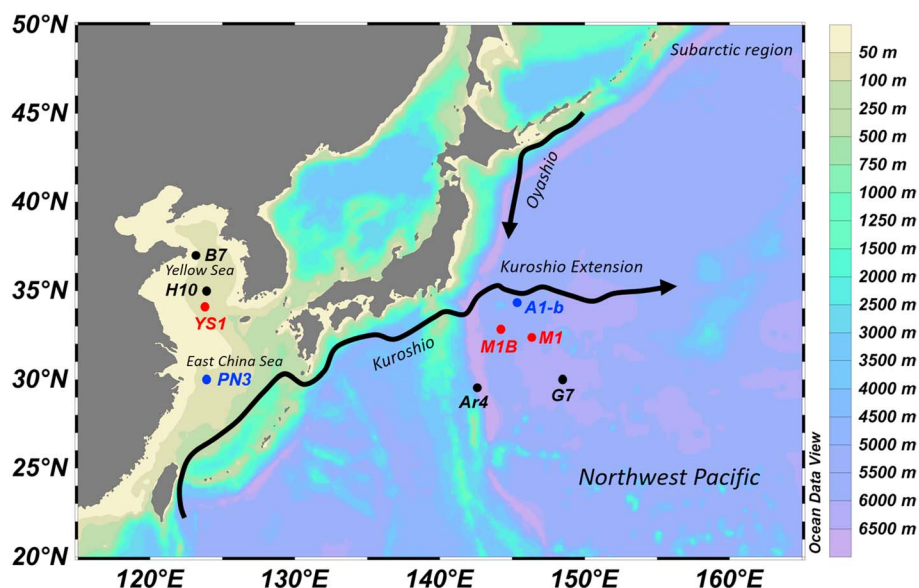 50°N
45°N
40°N
35°N
30°N
25°N
20°N
120°E
130°E
140°E
150°E
160°E
Subarctic region
Oyashio
Kuroshio Extension
Kuroshio
B7
Yellow Sea
H10
YS1
East China Sea
PN3
A1-b
M1B
M1
Ar4
G7
Northwest Pacific
Ocean Data View
50 m
100 m
250 m
500 m
750 m
1000 m
1250 m
1500 m
2000 m
2500 m
3000 m
3500 m
4000 m
4500 m
5000 m
5500 m
6000 m
6500 m